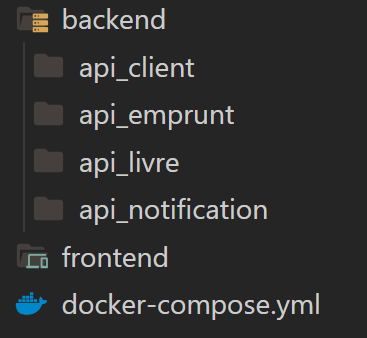 backend
api_client
api_emprunt
api_livre
api_notification
frontend
docker-compose.yml